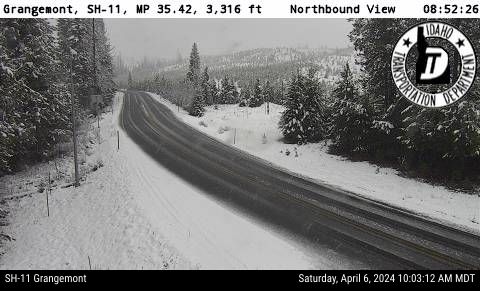 Grangemont, SH-11, MP 35.42, 3,316 ft Northbound View 08:52:26
IDAHO
TRANSPORTATION DEPARTMENT
SH-11 Grangemont Saturday, April 6, 2024 10:03:12 AM MDT